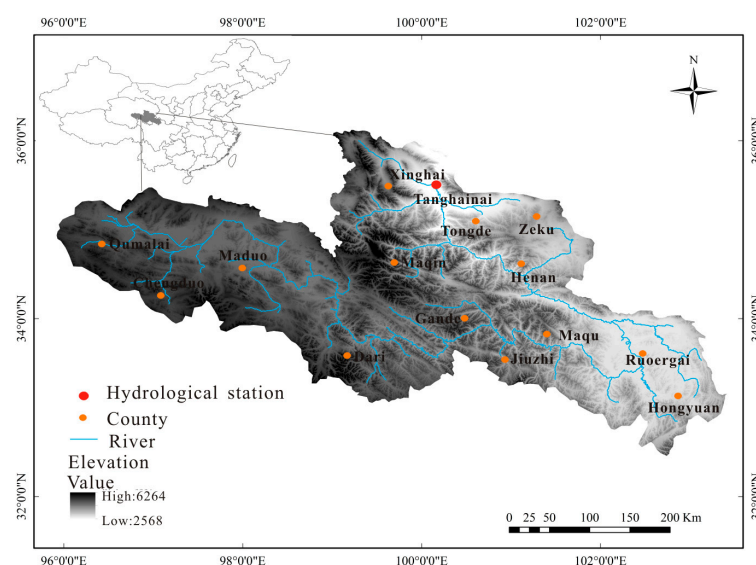 96°0'0"E 98°0'0"E 100°0'0"E 102°0'0"E
N
36°0'0"N 36°0'0"N
Xinghai
Tanghainai
Tongde
Zeku
Qumalai
Maduo
Maqin
Henan
Chengduo
34°0'0"N 34°0'0"N
Gande
Maqu
Dari
Jiuzhi
Ruoergai
Hongyuan
Hydrological station
County
River
Elevation
Value
High:6264
Low:2568
32°0'0"N 32°0'0"N
0 25 50 100 150 200 Km
96°0'0"E 98°0'0"E 100°0'0"E 102°0'0"E